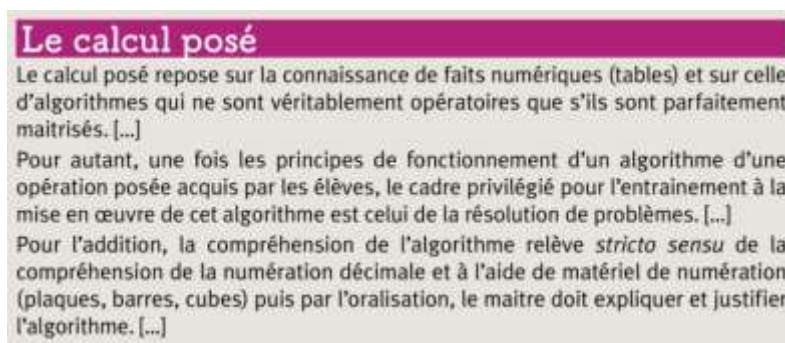 Le calcul posé
Le calcul posé repose sur la connaissance de faits numériques (tables) et sur celle
d'algorithmes qui ne sont véritablement opératoires que s'ils sont parfaitement
maitrisés. [...]
Pour autant, une fois les principes de fonctionnement d'un algorithme d'une
opération posée acquis par les élèves, le cadre privilégié pour l'entrainement à la
mise en œuvre de cet algorithme est celui de la résolution de problèmes. [...]
Pour l'addition, la compréhension de l'algorithme relève stricto sensu de la
compréhension de la numération décimale et à l'aide de matériel de numération
(plaques, barres, cubes) puis par l'oralisation, le maitre doit expliquer et justifier
l'algorithme. [...]